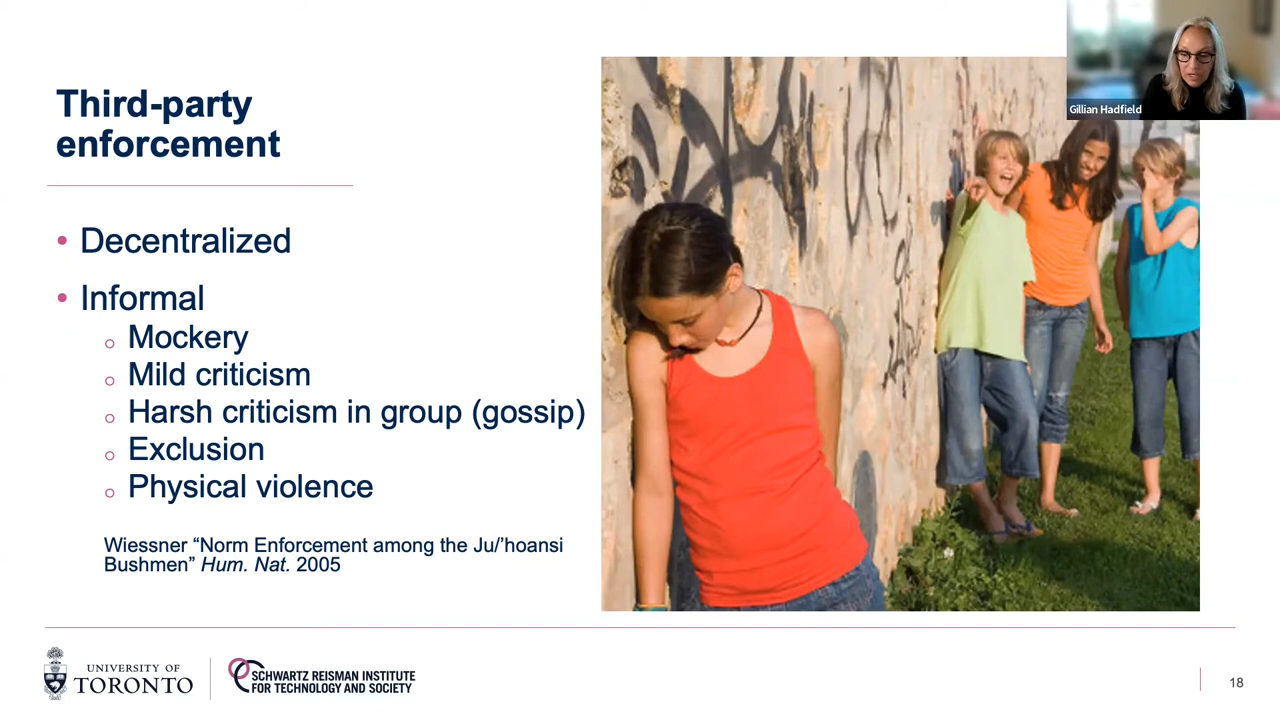 Third-party
enforcement
Gillian Hadfield
• Decentralized
• Informal
o Mockery
o Mild criticism
o Harsh criticism in group (gossip)
o Exclusion
o Physical violence
Wiessner “Norm Enforcement among the Ju/’hoansi
Bushmen” Hum. Nat. 2005
UNIVERSITY OF
TORONTO
SCHWARTZ REISMAN INSTITUTE
FOR TECHNOLOGY AND SOCIETY
18